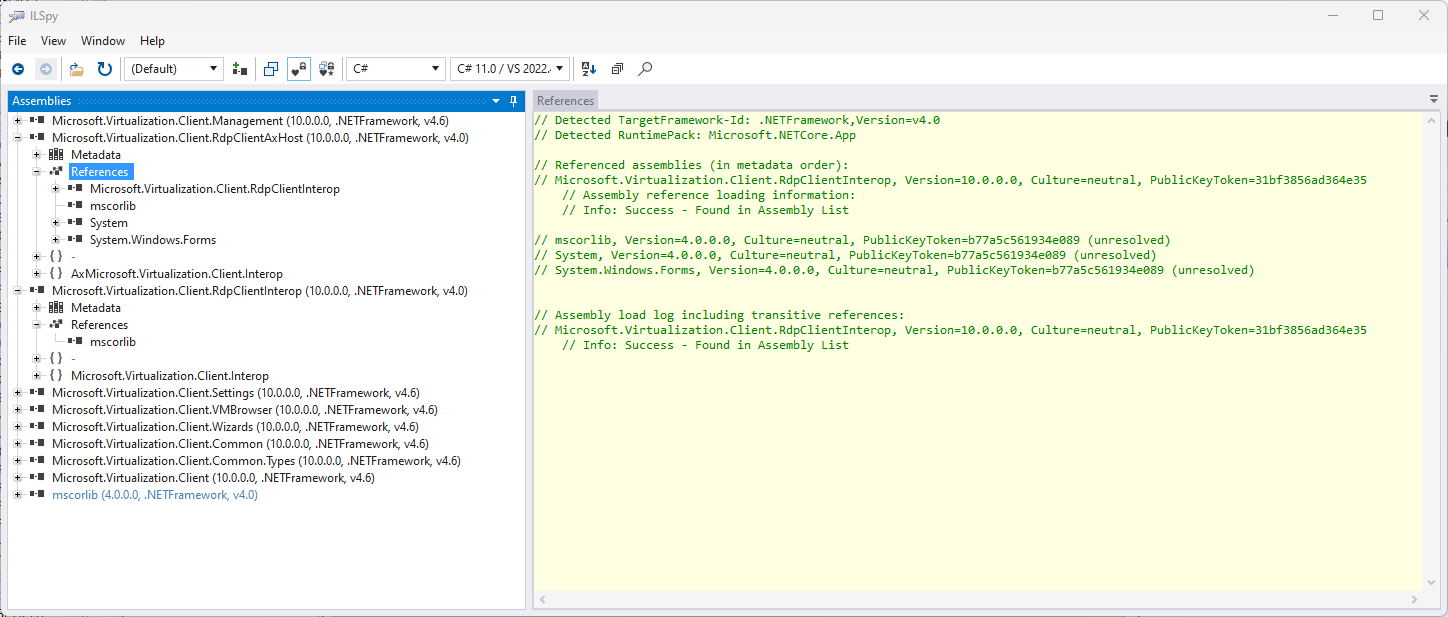 ILSpy
File View Window Help
(Default) C# C# 11.0 / VS 2022.
Assemblies
Microsoft.Virtualization.Client.Management (10.0.0.0, .NETFramework, v4.6)
Microsoft.Virtualization.Client.RdpClientAxHost (10.0.0.0, .NETFramework, v4.0)
Metadata
References
Microsoft.Virtualization.Client.RdpClientInterop
mscorlib
System
System.Windows.Forms
{ } -
{ } AxMicrosoft.Virtualization.Client.Interop
Microsoft.Virtualization.Client.RdpClientInterop (10.0.0.0, .NETFramework, v4.0)
Metadata
References
mscorlib
{ } -
{ } Microsoft.Virtualization.Client.Interop
Microsoft.Virtualization.Client.Settings (10.0.0.0, .NETFramework, v4.6)
Microsoft.Virtualization.Client.VMBrowser (10.0.0.0, .NETFramework, v4.6)
Microsoft.Virtualization.Client.Wizards (10.0.0.0, .NETFramework, v4.6)
Microsoft.Virtualization.Client.Common (10.0.0.0, .NETFramework, v4.6)
Microsoft.Virtualization.Client.Common.Types (10.0.0.0, .NETFramework, v4.6)
Microsoft.Virtualization.Client (10.0.0.0, .NETFramework, v4.6)
mscorlib (4.0.0.0, .NETFramework, v4.0)
References
// Detected TargetFramework-Id: .NETFramework,Version=v4.0
// Detected RuntimePack: Microsoft.NETCore.App
// Referenced assemblies (in metadata order):
// Microsoft.Virtualization.Client.RdpClientInterop, Version=10.0.0.0, Culture=neutral, PublicKeyToken=31bf3856ad364e35
// Assembly reference loading information:
// Info: Success - Found in Assembly List
// mscorlib, Version=4.0.0.0, Culture=neutral, PublicKeyToken=b77a5c561934e089 (unresolved)
// System, Version=4.0.0.0, Culture=neutral, PublicKeyToken=b77a5c561934e089 (unresolved)
// System.Windows.Forms, Version=4.0.0.0, Culture=neutral, PublicKeyToken=b77a5c561934e089 (unresolved)
// Assembly load log including transitive references:
// Microsoft.Virtualization.Client.RdpClientInterop, Version=10.0.0.0, Culture=neutral, PublicKeyToken=31bf3856ad364e35
// Info: Success - Found in Assembly List